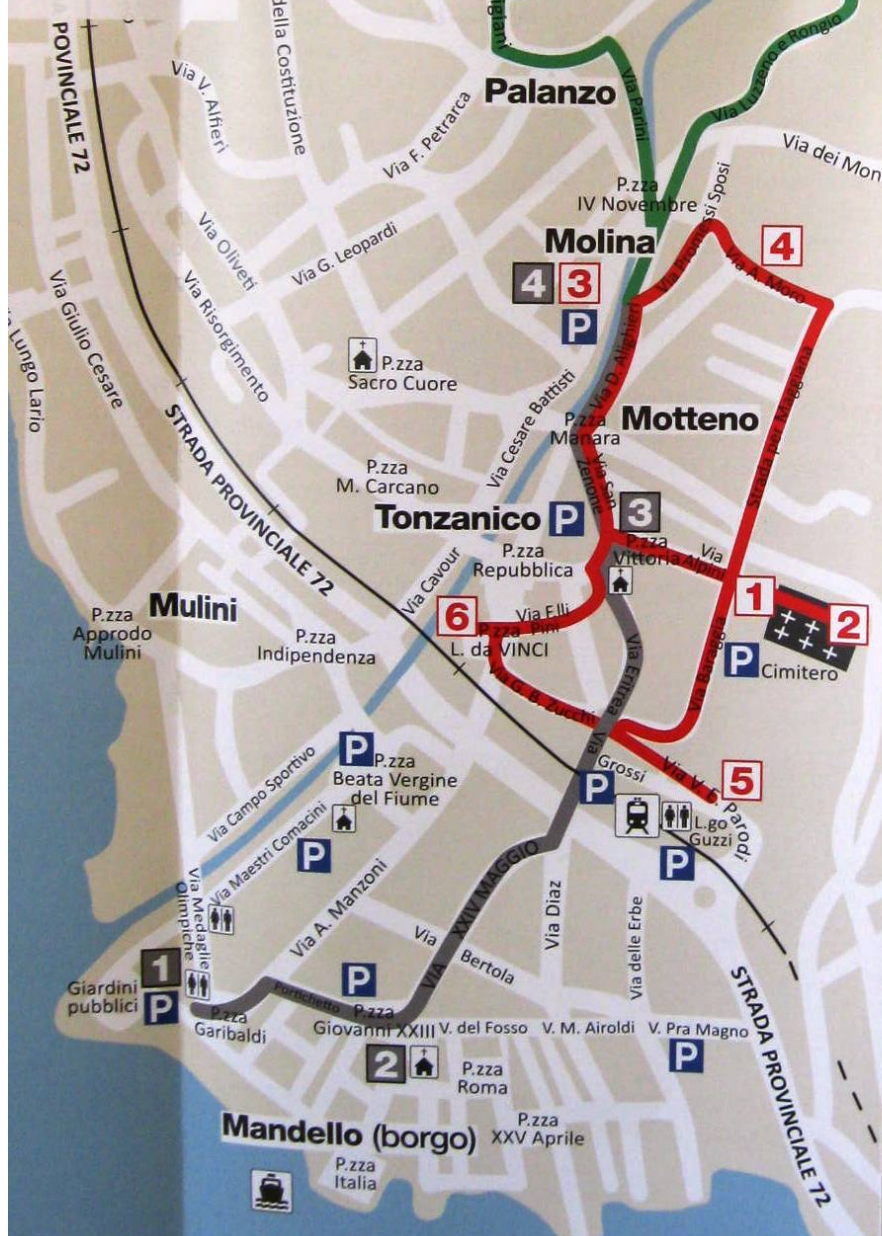 della Costituzione
POVINCIALE 72
Via V. Alfieri
Palanzo
Via Parini
Via Luzzeno e Rongio
Via F. Petrarca
Via dei Mon
P.zza
IV Novembre
Via Promessi Sposi
Molina
4
3
P
4
Via A. Moro
Via Oliveti
Via G. Leopardi
Via Giulio Cesare
Via Risorgimento
Lungo Lario
P.zza
Sacro Cuore
Via D. Alighieri
Via Cesare Battisti
P.zza
Manara
Motteno
Strada per Maggiana
STRADA PROVINCIALE 72
P.zza
M. Carcano
Via San
Zenone
Tonzanico
P
3
P.zza
Vittoria
Via
Alpini
P.zza
Repubblica
Via Cavour
Mulini
P.zza
Approdo
Mulini
P.zza
Indipendenza
6
Via F.lli
Pini
P.zza
L. da VINCI
1
2
P
Cimitero
Via Eritrea
Via Baraggia
Via G. B. Zucchi
Via
Grossi
Via V. E. Parodi
5
P
P.zza
Beata Vergine
del Fiume
Via Campo Sportivo
Via Maestri Comacini
P
P
L.go
Guzzi
P
Via Medaglie
Olimpiche
Via A. Manzoni
VIA XXIV MAGGIO
Via Diaz
Via
Bertola
Via delle Erbe
1
Giardini
pubblici
P
P.zza
Garibaldi
Portichetto
P
P.zza
Giovanni XXIII
V. del Fosso
V. M. Airoldi
V. Pra Magno
P
STRADA PROVINCIALE 72
2
P.zza
Roma
Mandello (borgo)
P.zza
XXV Aprile
P.zza
Italia